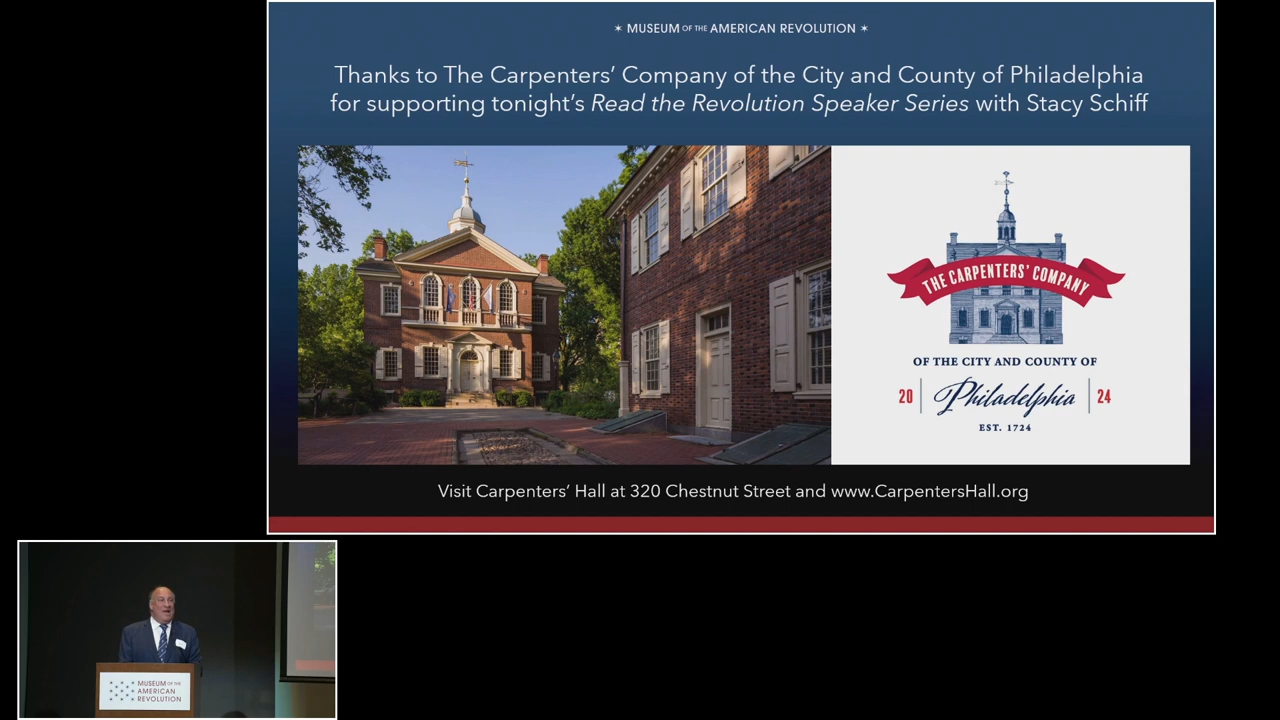 ✶ MUSEUM OF THE AMERICAN REVOLUTION ✶
Thanks to The Carpenters’ Company of the City and County of Philadelphia
for supporting tonight’s Read the Revolution Speaker Series with Stacy Schiff
THE CARPENTERS’ COMPANY
OF THE CITY AND COUNTY OF
20 Philadelphia 24
EST. 1724
Visit Carpenters’ Hall at 320 Chestnut Street and www.CarpentersHall.org
MUSEUM OF THE
AMERICAN
REVOLUTION